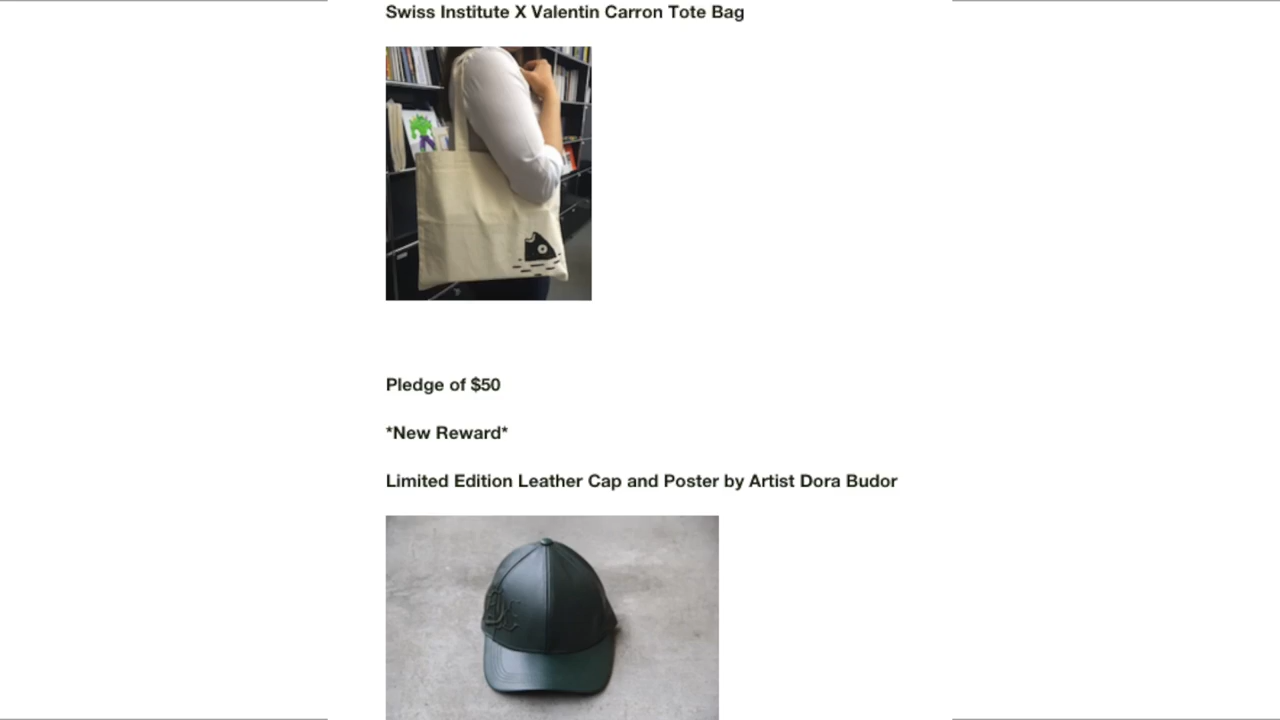 Swiss Institute X Valentin Carron Tote Bag
Pledge of $50
*New Reward*
Limited Edition Leather Cap and Poster by Artist Dora Budor